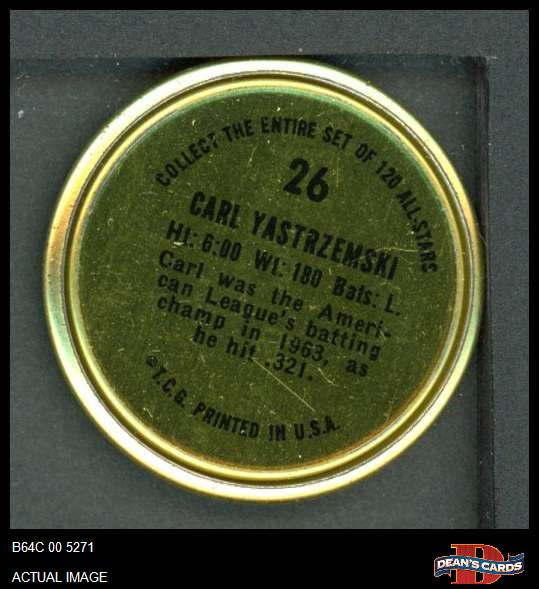 COLLECT THE ENTIRE SET OF 120 ALL-STARS
26
CARL YASTRZEMSKI
Ht: 6:00 Wt: 180 Bats: L.
Carl was the Ameri-
can League's batting
champ in 1963, as
he hit .321.
©T.C.G. PRINTED IN U.S.A.
B64C 00 5271
ACTUAL IMAGE
DEAN'S CARDS